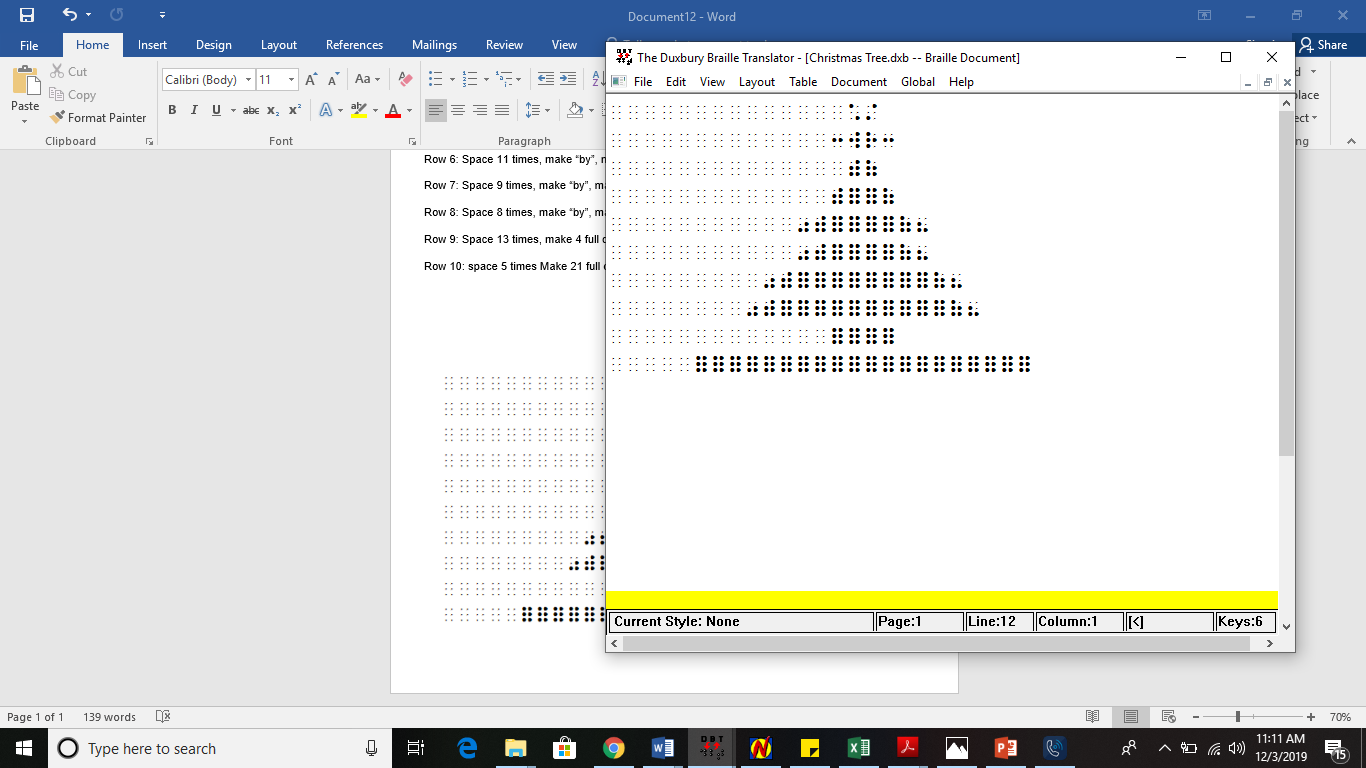 Document12 - Word
File Home Insert Design Layout References Mailings Review View
Share
Cut
Copy
Paste
Format Painter
Calibri (Body) 11
Clipboard Font Paragraph
The Duxbury Braille Translator - [Christmas Tree.dxb -- Braille Document]
File Edit View Layout Table Document Global Help
Row 6: Space 11 times, make “by”,
Row 7: Space 9 times, make “by”,
Row 8: Space 8 times, make “by”,
Row 9: Space 13 times, make 4 full
Row 10: space 5 times Make 21 full
Current Style: None Page:1 Line:12 Column:1 [<] Keys:6
Page 1 of 1 139 words
70%
Type here to search
11:11 AM
12/3/2019
15